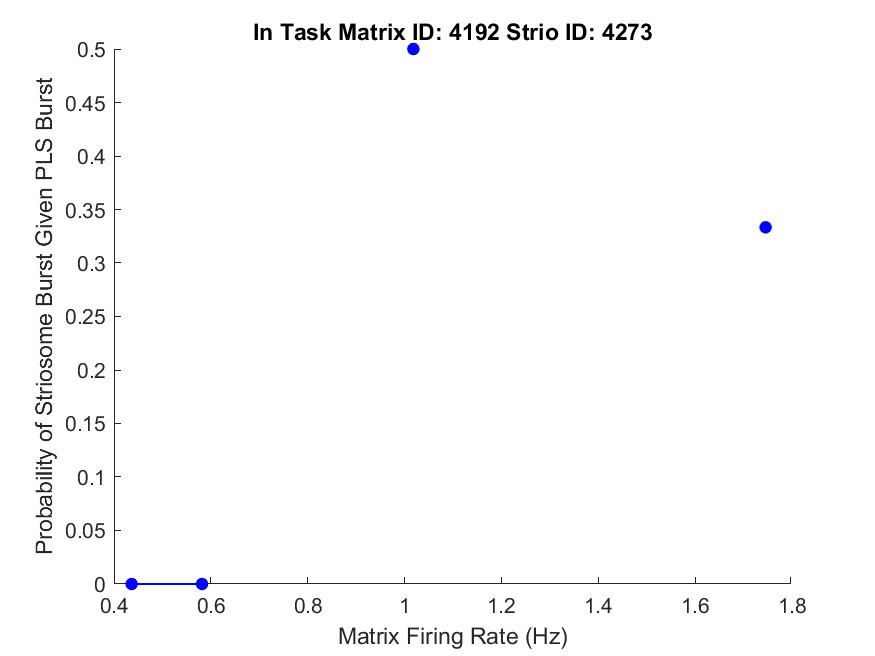 In Task Matrix ID: 4192 Strio ID: 4273
Probability of Striosome Burst Given PLS Burst
0.5
0.45
0.4
0.35
0.3
0.25
0.2
0.15
0.1
0.05
0
0.4 0.6 0.8 1 1.2 1.4 1.6 1.8
Matrix Firing Rate (Hz)